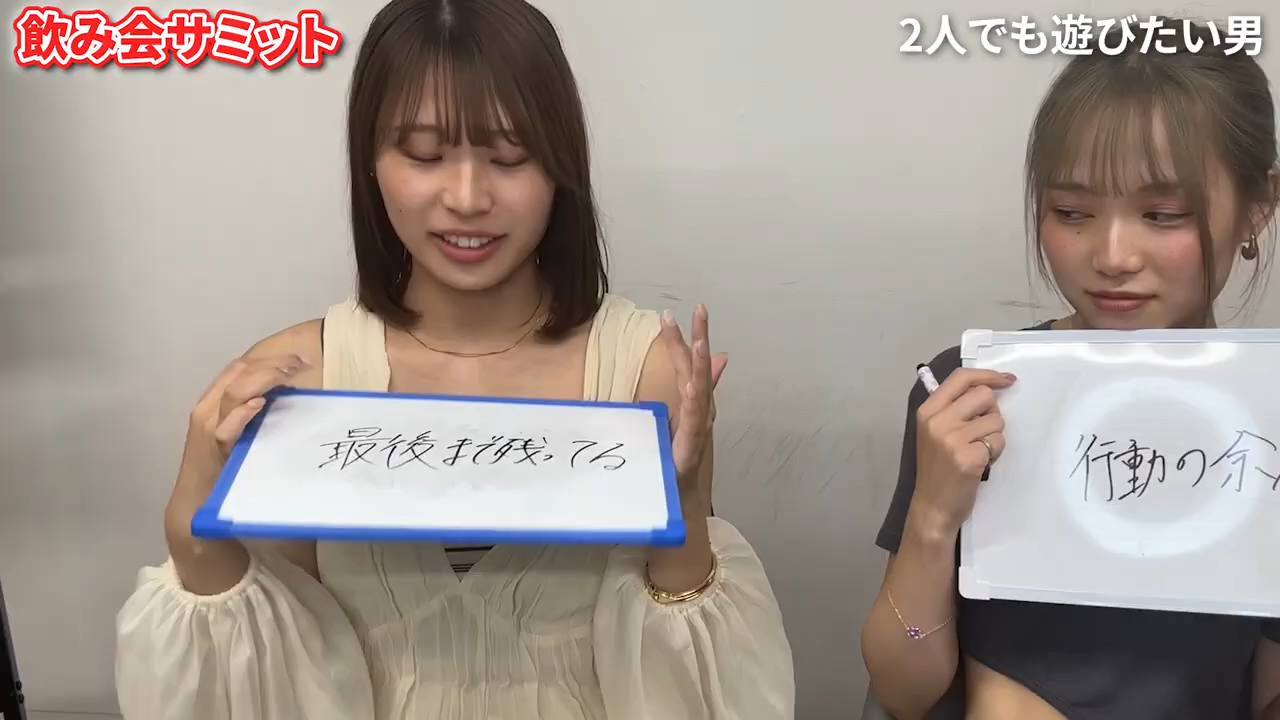 飲み会サミット
2人でも遊びたい男
最後まで残ってる
行動の余